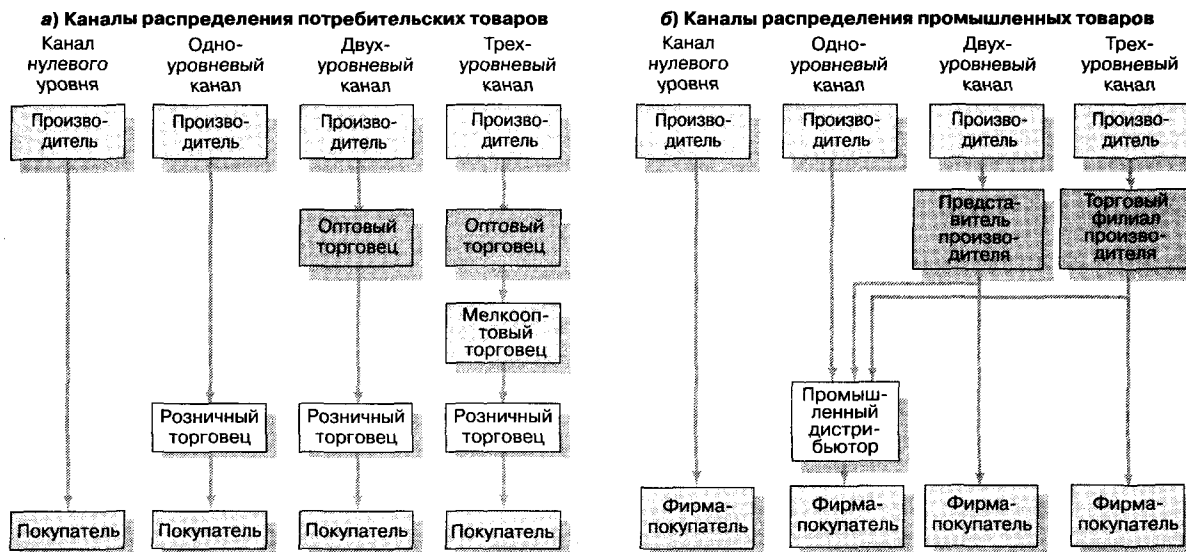 а) Каналы распределения потребительских товаров
Канал
нулевого
уровня
Одно-
уровневый
канал
Двух-
уровневый
канал
Трех-
уровневый
канал
Произво-
дитель
Произво-
дитель
Произво-
дитель
Произво-
дитель
Оптовый
торговец
Оптовый
торговец
Мелкооп-
товый
торговец
Розничный
торговец
Розничный
торговец
Розничный
торговец
Покупатель
Покупатель
Покупатель
Покупатель
б) Каналы распределения промышленных товаров
Канал
нулевого
уровня
Одно-
уровневый
канал
Двух-
уровневый
канал
Трех-
уровневый
канал
Произво-
дитель
Произво-
дитель
Произво-
дитель
Произво-
дитель
Предста-
витель
произво-
дителя
Торговый
филиал
произво-
дителя
Промыш-
ленный
дистри-
бьютор
Фирма-
покупатель
Фирма-
покупатель
Фирма-
покупатель
Фирма-
покупатель